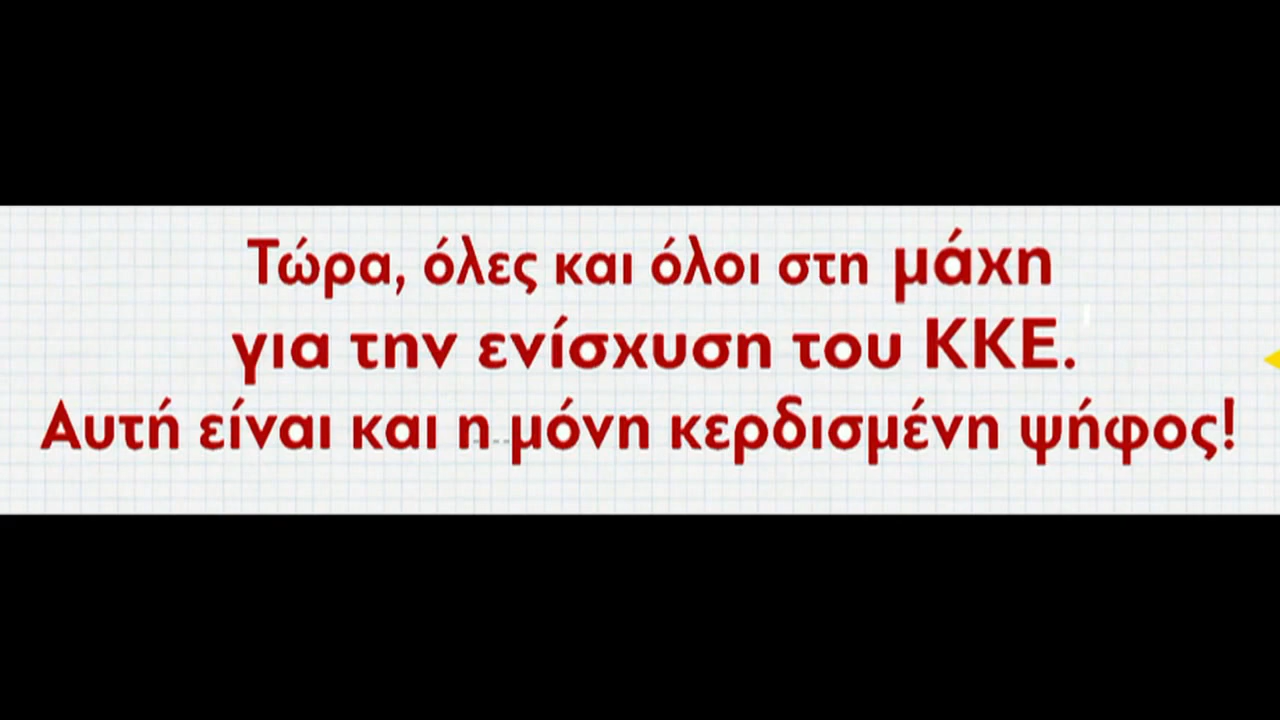 Τώρα, όλες και όλοι στη μάχη
για την ενίσχυση του ΚΚΕ.
Αυτή είναι και η μόνη κερδισμένη ψήφος!